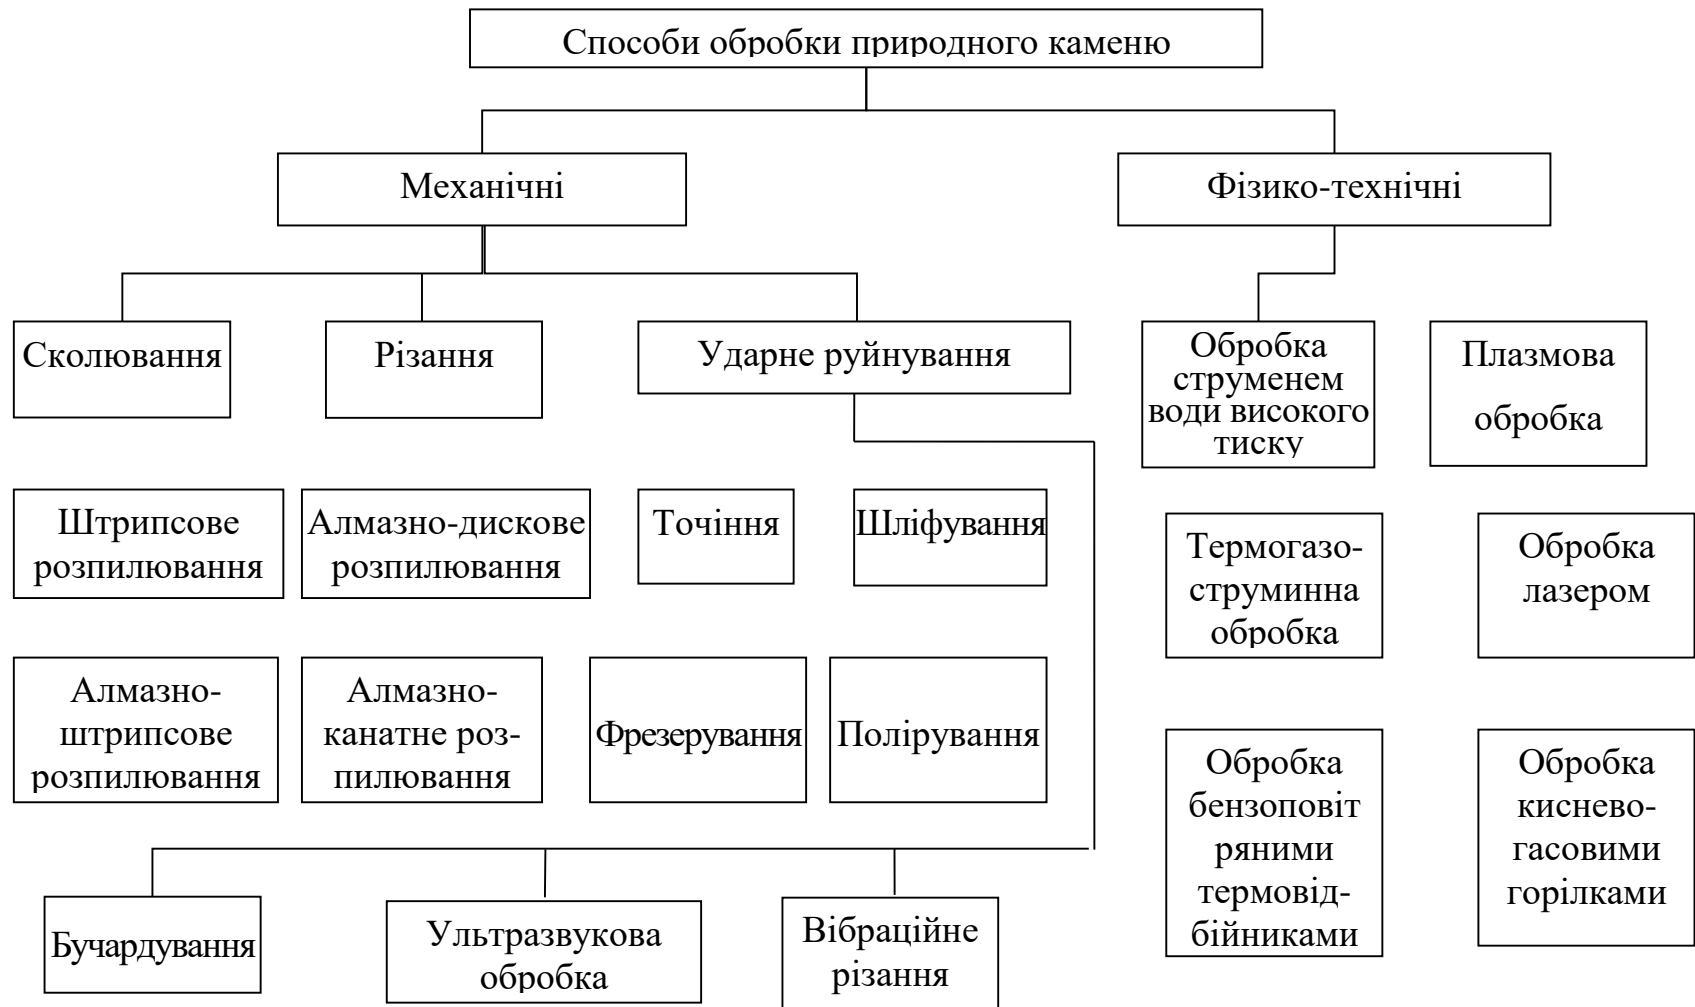 Способи обробки природного каменю
Механічні
Фізико-технічні
Сколювання
Різання
Ударне руйнування
Обробка
струменем
води високого
тиску
Плазмова
обробка
Штрипсове
розпилювання
Алмазно-дискове
розпилювання
Точіння
Шліфування
Термогазо-
струминна
обробка
Обробка
лазером
Алмазно-
штрипсове
розпилювання
Алмазно-
канатне роз-
пилювання
Фрезерування
Полірування
Обробка
бензоповіт
ряними
термовід-
бійниками
Обробка
киснево-
гасовими
горілками
Бучардування
Ультразвукова
обробка
Вібраційне
різання